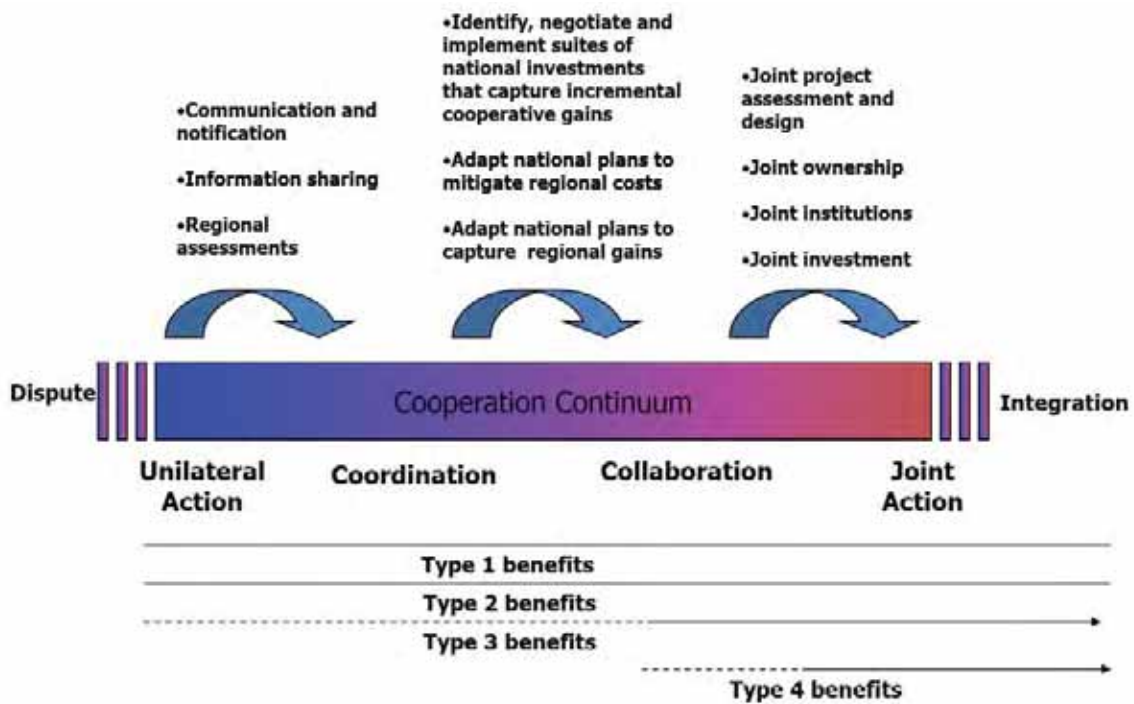 •Communication and
notification
•Information sharing
•Regional
assessments
•Identify, negotiate and
implement suites of
national investments
that capture incremental
cooperative gains
•Adapt national plans to
mitigate regional costs
•Adapt national plans to
capture regional gains
•Joint project
assessment and
design
•Joint ownership
•Joint institutions
•Joint investment
Dispute
Cooperation Continuum
Integration
Unilateral
Action
Coordination
Collaboration
Joint
Action
Type 1 benefits
Type 2 benefits
Type 3 benefits
Type 4 benefits